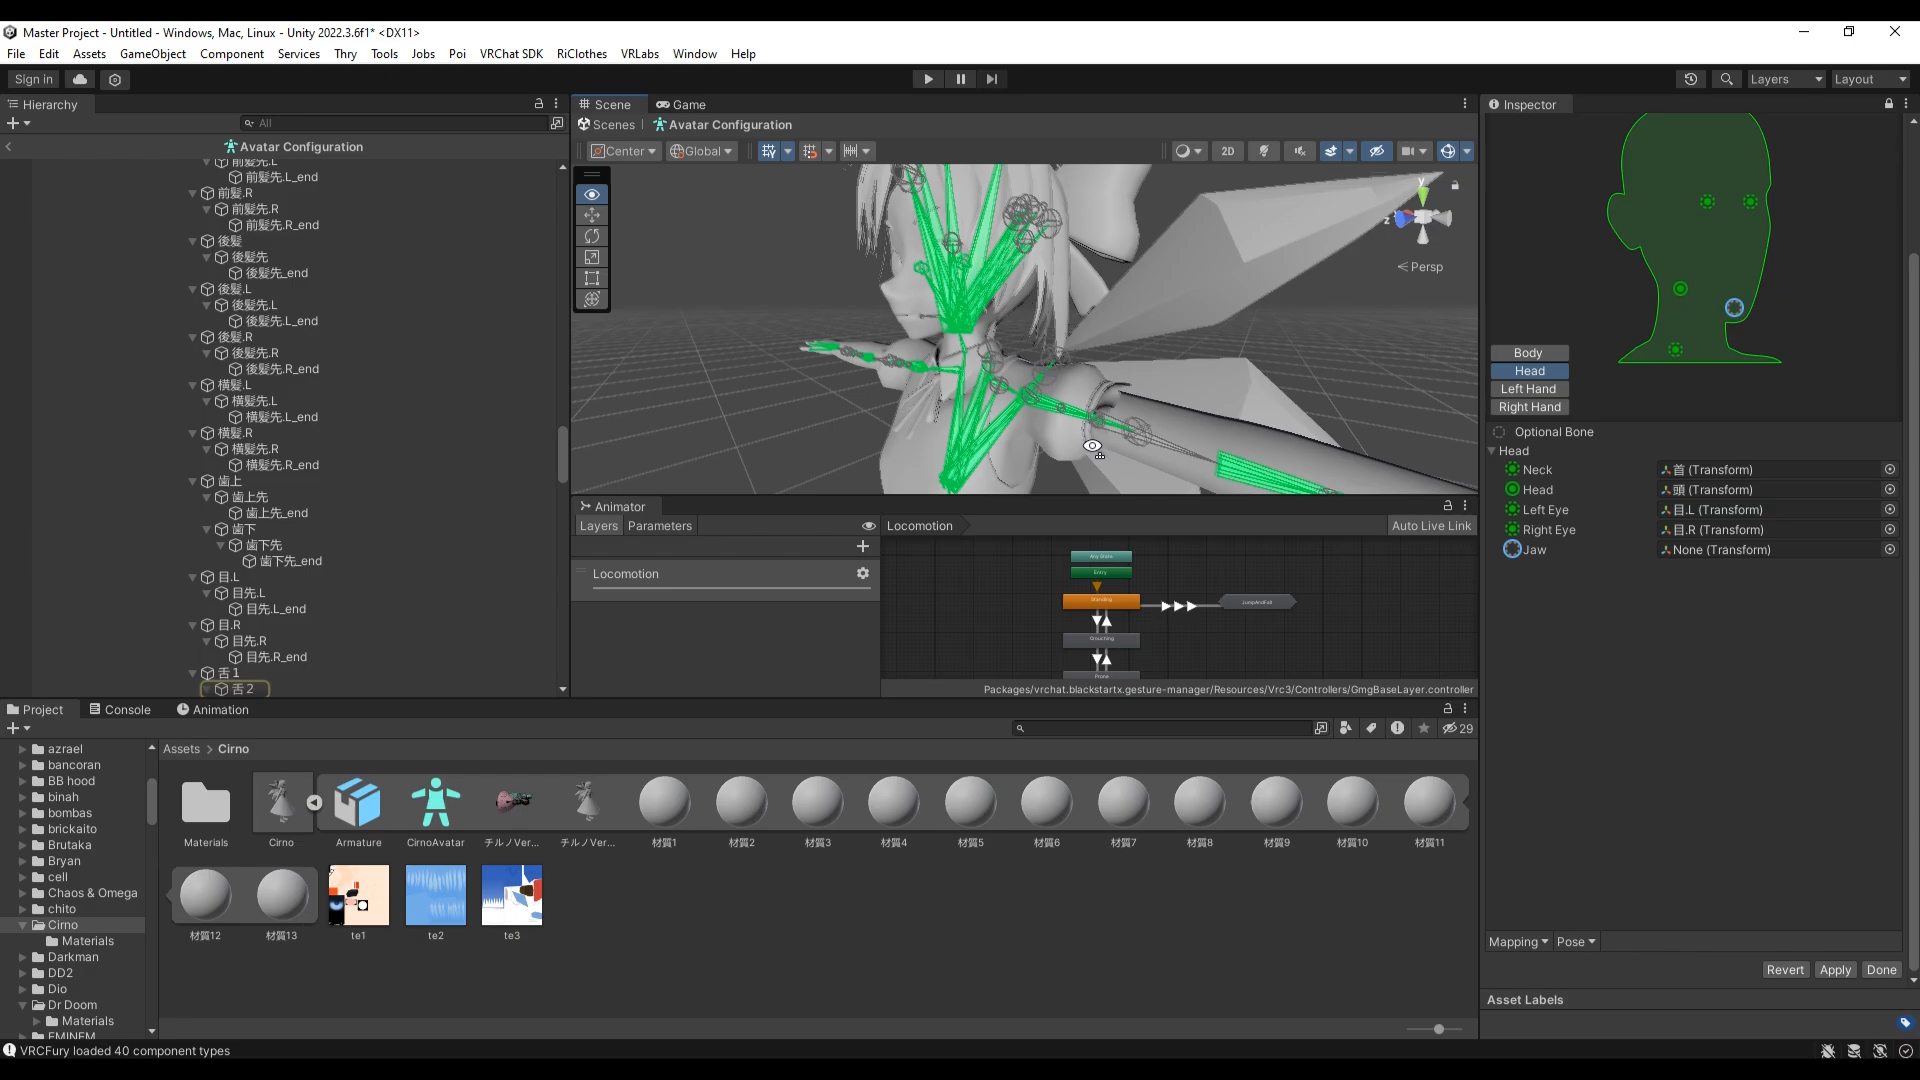 Master Project - Untitled - Windows, Mac, Linux - Unity 2022.3.6f1* <DX11>
File Edit Assets GameObject Component Services Thry Tools Jobs Poi VRChat SDK RiClothes VRLabs Window Help
Sign in
Layers
Layout
Hierarchy
All
Avatar Configuration
前髪先.L
前髪先.L_end
前髪.R
前髪先.R
前髪先.R_end
後髪
後髪先
後髪先_end
後髪.L
後髪先.L
後髪先.L_end
後髪.R
後髪先.R
後髪先.R_end
横髪.L
横髪先.L
横髪先.L_end
横髪.R
横髪先.R
横髪先.R_end
歯上
歯上先
歯上先_end
歯下
歯下先
歯下先_end
目.L
目先.L
目先.L_end
目.R
目先.R
目先.R_end
舌1
舌2
Scene Game
Scenes Avatar Configuration
Center Global 2D
y
z
< Persp
Animator
Layers Parameters
Locomotion
Auto Live Link
Locomotion
Any State
Entry
Standing
JumpAndFall
Crouching
Prone
Packages/vrchat.blackstartx.gesture-manager/Resources/Vrc3/Controllers/GmgBaseLayer.controller
Inspector
Body
Head
Left Hand
Right Hand
Optional Bone
Head
Neck 首 (Transform)
Head 頭 (Transform)
Left Eye 目.L (Transform)
Right Eye 目.R (Transform)
Jaw None (Transform)
Mapping Pose
Revert Apply Done
Asset Labels
Project Console Animation
29
azrael
bancoran
BB hood
binah
bombas
brickaito
Brutaka
Bryan
cell
Chaos & Omega
chito
Cirno
Materials
Darkman
DD2
Dio
Dr Doom
Materials
EMINEM
Assets > Cirno
Materials Cirno Armature CirnoAvatar チルノVer... チルノVer... 材質1 材質2 材質3 材質4 材質5 材質6 材質7 材質8 材質9 材質10 材質11
材質12 材質13 te1 te2 te3
VRCFury loaded 40 component types